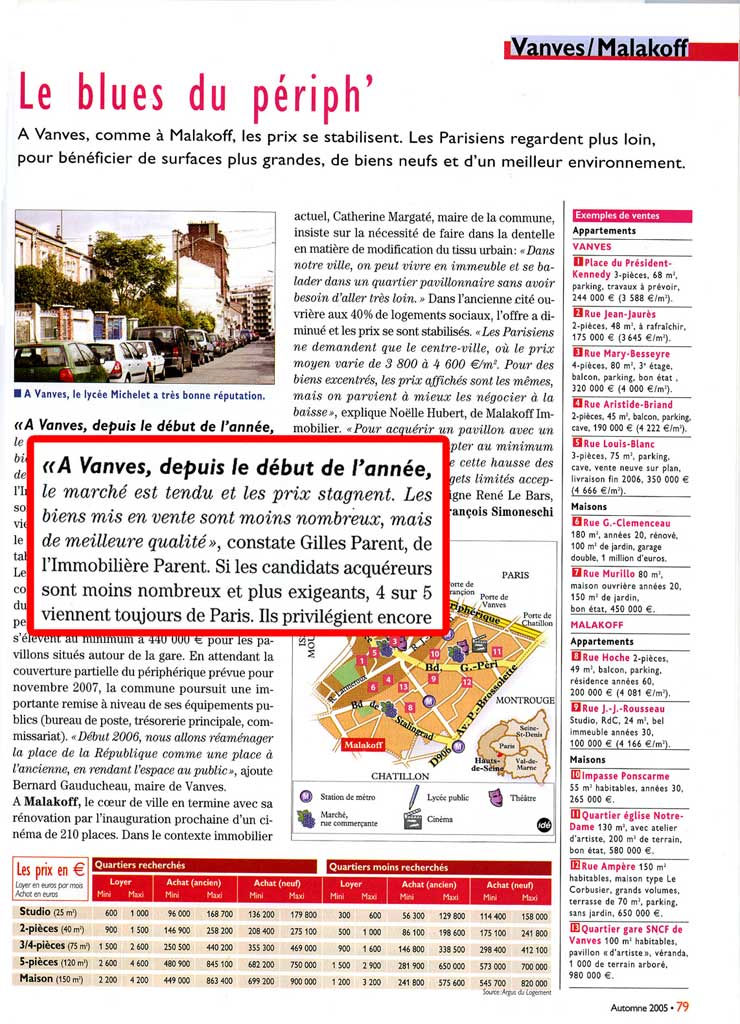 Vanves/Malakoff
Le blues du périph'
A Vanves, comme à Malakoff, les prix se stabilisent. Les Parisiens regardent plus loin,
pour bénéficier de surfaces plus grandes, de biens neufs et d'un meilleur environnement.
■ A Vanves, le lycée Michelet a très bonne réputation.
«A Vanves, depuis le début de l'année,
«A Vanves, depuis le début de l'année,
le marché est tendu et les prix stagnent. Les
biens mis en vente sont moins nombreux, mais
de meilleure qualité», constate Gilles Parent, de
l'Immobilière Parent. Si les candidats acquéreurs
sont moins nombreux et plus exigeants, 4 sur 5
viennent toujours de Paris. Ils privilégient encore
s'élèvent au minimum à 440 000 € pour les pa-
villons situés autour de la gare. En attendant la
couverture partielle du périphérique prévue pour
novembre 2007, la commune poursuit une im-
portante remise à niveau de ses équipements pu-
blics (bureau de poste, trésorerie principale, com-
missariat). «Début 2006, nous allons réaménager
la place de la République comme une place à
l'ancienne, en rendant l'espace au public», ajoute
Bernard Gauducheau, maire de Vanves.
A Malakoff, le cœur de ville en termine avec sa
rénovation par l'inauguration prochaine d'un ci-
néma de 210 places. Dans le contexte immobilier
actuel, Catherine Margaté, maire de la commune,
insiste sur la nécessité de faire dans la dentelle
en matière de modification du tissu urbain: «Dans
notre ville, on peut vivre en immeuble et se ba-
lader dans un quartier pavillonnaire sans avoir
besoin d'aller très loin.» Dans l'ancienne cité ou-
vrière aux 40% de logements sociaux, l'offre a di-
minué et les prix se sont stabilisés. «Les Parisiens
ne demandent que le centre-ville, où le prix
moyen varie de 3 800 à 4 600 €/m². Pour des
biens excentrés, les prix affichés sont les mêmes,
mais on parvient à mieux les négocier à la
baisse», explique Noëlle Hubert, de Malakoff Im-
mobilier. «Pour acquérir un pavillon avec un
pter au minimum
e cette hausse des
gets limités accep-
igne René Le Bars,
rançois Simoneschi
PARIS
Porte de
Vanves
Porte de
Chatillon
périphérique
Bd. G.-Péri
Bd de Stalingrad
Av. P.-Brossolette
D906
MONTROUGE
Malakoff
CHATILLON
Seine-
St-Denis
Paris
Hauts-
de-Seine
Val-de-
Marne
Station de métro
Lycée public
Théatre
Marché,
rue commerçante
Cinéma
idé
Exemples de ventes
Appartements
VANVES
1 Place du Président-
Kennedy 3-pièces, 68 m²,
parking, travaux à prévoir,
244 000 € (3 588 €/m²).
2 Rue Jean-Jaurès
2-pièces, 48 m², à rafraîchir,
175 000 € (3 645 €/m²).
3 Rue Mary-Besseyre
4-pièces, 80 m², 3e étage,
balcon, parking, bon état,
320 000 € (4 000 €/m²).
4 Rue Aristide-Briand
2-pièces, 45 m², balcon, parking,
cave, 190 000 € (4 222 €/m²).
5 Rue Louis-Blanc
3-pièces, 75 m², parking,
cave, vente neuve sur plan,
livraison fin 2006, 350 000 €
(4 666 €/m²).
Maisons
6 Rue G.-Clemenceau
180 m², années 20, rénové,
100 m² de jardin, garage
double, 1 million d'euros.
7 Rue Murillo 80 m²,
maison ouvrière années 20,
150 m² de jardin,
bon état, 450 000 €.
MALAKOFF
Appartements
8 Rue Hoche 2-pièces,
49 m², balcon, parking,
résidence années 60,
200 000 € (4 081 €/m²).
9 Rue J.-J.-Rousseau
Studio, RdC, 24 m², bel
immeuble années 30,
100 000 € (4 166 €/m²).
Maisons
10 Impasse Ponscarme
55 m² habitables, années 30,
265 000 €.
11 Quartier église Notre-
Dame 130 m², avec atelier
d'artiste, 200 m² de terrain,
bon état, 580 000 €.
12 Rue Ampère 150 m²
habitables, maison type Le
Corbusier, grands volumes,
terrasse de 70 m², parking,
sans jardin, 650 000 €.
13 Quartier gare SNCF de
Vanves 100 m² habitables,
pavillon «d'artiste», véranda,
1 000 m² de terrain arboré,
980 000 €.
Les prix en €
Loyer en euros par mois
Achat en euros
Quartiers recherchés Quartiers moins recherchés
Loyer Achat (ancien) Achat (neuf) Loyer Achat (ancien) Achat (neuf)
Mini Maxi Mini Maxi Mini Maxi Mini Maxi Mini Maxi Mini Maxi
Studio (25 m²) 600 1 000 96 000 168 700 136 200 179 800 300 600 56 300 129 800 114 400 158 000
2-pièces (40 m²) 900 1 500 146 900 258 200 208 400 275 100 500 1 000 86 100 198 600 175 100 241 800
3/4-pièces (75 m²) 1 500 2 600 250 500 440 200 355 300 469 000 900 1 600 146 800 338 500 298 400 412 100
5-pièces (120 m²) 2 600 4 600 480 900 845 100 682 200 750 000 1 500 2 900 281 900 650 000 573 000 700 000
Maison (150 m²) 2 200 4 200 449 000 863 400 699 200 900 000 1 200 3 200 241 800 575 600 545 700 820 000
Source: Argus du Logement
Automne 2005 • 79